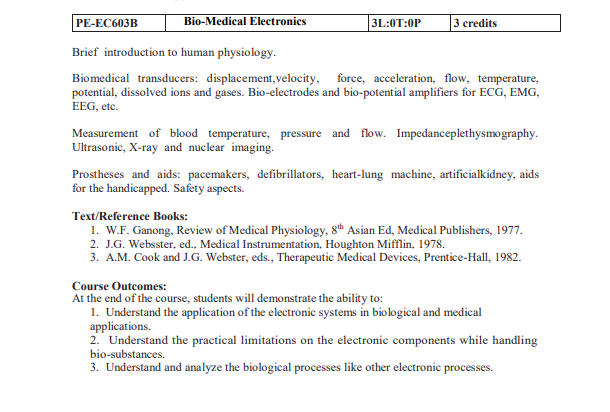 PE-EC603B Bio-Medical Electronics 3L:0T:0P 3 credits
Brief introduction to human physiology.
Biomedical transducers: displacement,velocity, force, acceleration, flow, temperature,
potential, dissolved ions and gases. Bio-electrodes and bio-potential amplifiers for ECG, EMG,
EEG, etc.
Measurement of blood temperature, pressure and flow. Impedanceplethysmography.
Ultrasonic, X-ray and nuclear imaging.
Prostheses and aids: pacemakers, defibrillators, heart-lung machine, artificialkidney, aids
for the handicapped. Safety aspects.
Text/Reference Books:
1. W.F. Ganong, Review of Medical Physiology, 8th Asian Ed, Medical Publishers, 1977.
2. J.G. Websster, ed., Medical Instrumentation, Houghton Mifflin, 1978.
3. A.M. Cook and J.G. Webster, eds., Therapeutic Medical Devices, Prentice-Hall, 1982.
Course Outcomes:
At the end of the course, students will demonstrate the ability to:
1. Understand the application of the electronic systems in biological and medical
applications.
2. Understand the practical limitations on the electronic components while handling
bio-substances.
3. Understand and analyze the biological processes like other electronic processes.